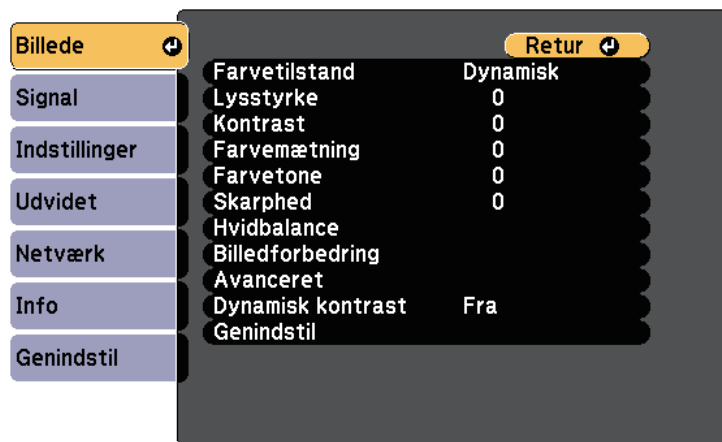 Billede
Signal
Indstillinger
Udvidet
Netværk
Info
Genindstil
Retur
Farvetilstand Dynamisk
Lysstyrke 0
Kontrast 0
Farvemætning 0
Farvetone 0
Skarphed 0
Hvidbalance
Billedforbedring
Avanceret
Dynamisk kontrast Fra
Genindstil